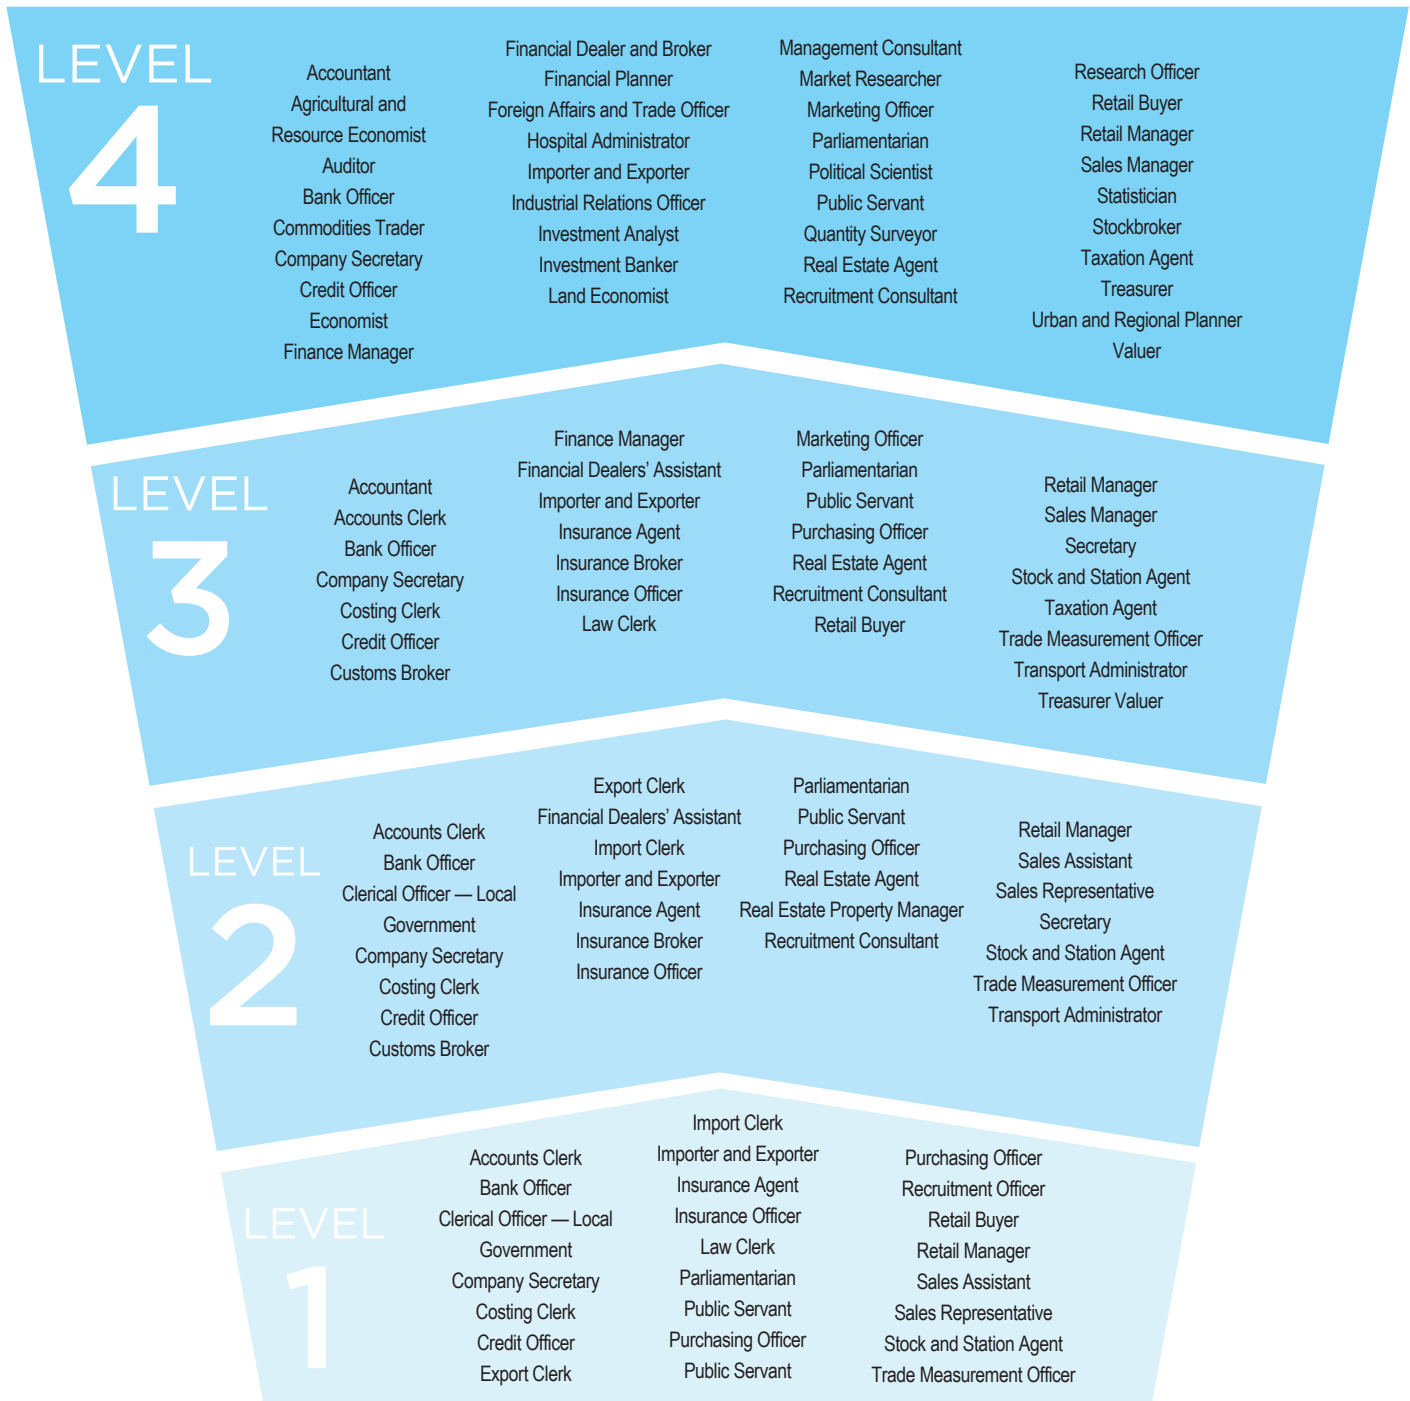 LEVEL
4
Accountant
Agricultural and
Resource Economist
Auditor
Bank Officer
Commodities Trader
Company Secretary
Credit Officer
Economist
Finance Manager
Financial Dealer and Broker
Financial Planner
Foreign Affairs and Trade Officer
Hospital Administrator
Importer and Exporter
Industrial Relations Officer
Investment Analyst
Investment Banker
Land Economist
Management Consultant
Market Researcher
Marketing Officer
Parliamentarian
Political Scientist
Public Servant
Quantity Surveyor
Real Estate Agent
Recruitment Consultant
Research Officer
Retail Buyer
Retail Manager
Sales Manager
Statistician
Stockbroker
Taxation Agent
Treasurer
Urban and Regional Planner
Valuer
LEVEL
3
Accountant
Accounts Clerk
Bank Officer
Company Secretary
Costing Clerk
Credit Officer
Customs Broker
Finance Manager
Financial Dealers’ Assistant
Importer and Exporter
Insurance Agent
Insurance Broker
Insurance Officer
Law Clerk
Marketing Officer
Parliamentarian
Public Servant
Purchasing Officer
Real Estate Agent
Recruitment Consultant
Retail Buyer
Retail Manager
Sales Manager
Secretary
Stock and Station Agent
Taxation Agent
Trade Measurement Officer
Transport Administrator
Treasurer Valuer
LEVEL
2
Accounts Clerk
Bank Officer
Clerical Officer — Local
Government
Company Secretary
Costing Clerk
Credit Officer
Customs Broker
Export Clerk
Financial Dealers’ Assistant
Import Clerk
Importer and Exporter
Insurance Agent
Insurance Broker
Insurance Officer
Parliamentarian
Public Servant
Purchasing Officer
Real Estate Agent
Real Estate Property Manager
Recruitment Consultant
Retail Manager
Sales Assistant
Sales Representative
Secretary
Stock and Station Agent
Trade Measurement Officer
Transport Administrator
LEVEL
1
Accounts Clerk
Bank Officer
Clerical Officer — Local
Government
Company Secretary
Costing Clerk
Credit Officer
Export Clerk
Import Clerk
Importer and Exporter
Insurance Agent
Insurance Officer
Law Clerk
Parliamentarian
Public Servant
Purchasing Officer
Public Servant
Purchasing Officer
Recruitment Officer
Retail Buyer
Retail Manager
Sales Assistant
Sales Representative
Stock and Station Agent
Trade Measurement Officer